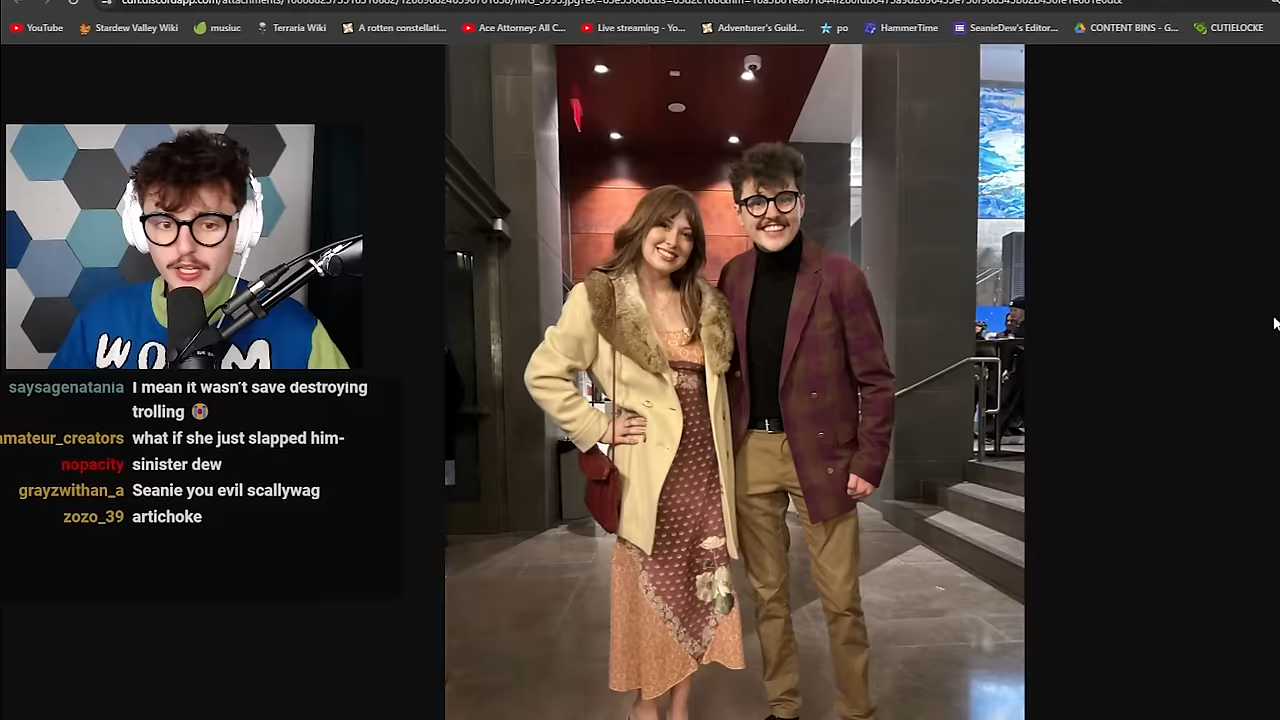 YouTube
Stardew Valley Wiki
musiuc
Terraria Wiki
A rotten constellati...
Ace Attorney: All C...
Live streaming - Yo...
Adventurer's Guild...
po
HammerTime
SeanieDew's Editor...
CONTENT BINS - G...
CUTIELOCKE
WORM
saysagenatania I mean it wasn't save destroying
trolling 😭
amateur_creators what if she just slapped him-
nopacity sinister dew
grayzwithan_a Seanie you evil scallywag
zozo_39 artichoke